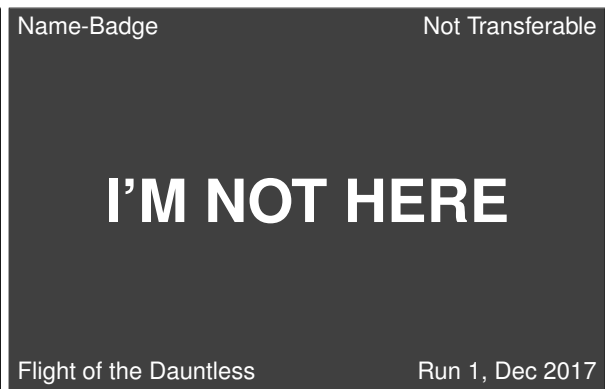 Name-Badge Not Transferable
I'M NOT HERE
Flight of the Dauntless Run 1, Dec 2017